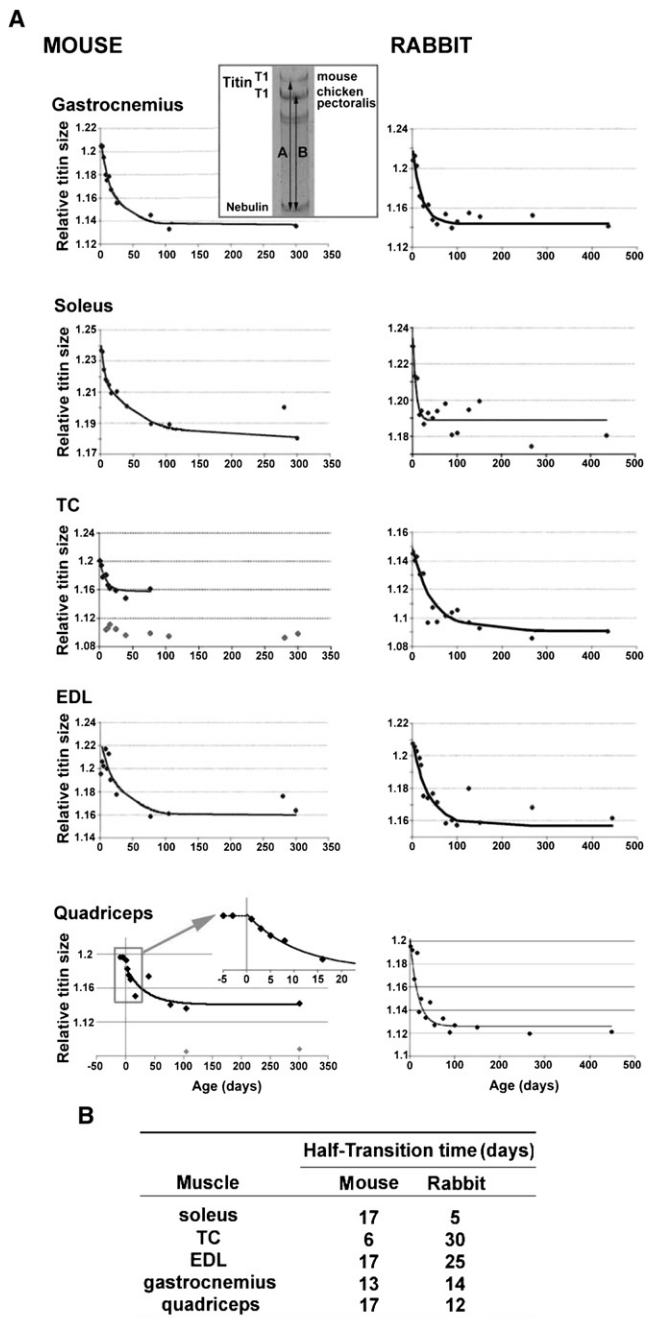 A
MOUSE
RABBIT
Titin T1 mouse
T1 chicken pectoralis
A B
Nebulin
Gastrocnemius
Relative titin size
1.22
1.2
1.18
1.16
1.14
1.12
0 50 100 150 200 250 300 350
1.24
1.2
1.16
1.12
0 100 200 300 400 500
Soleus
Relative titin size
1.25
1.23
1.21
1.19
1.17
0 50 100 150 200 250 300 350
1.24
1.22
1.20
1.18
0 100 200 300 400 500
TC
Relative titin size
1.24
1.2
1.16
1.12
1.08
0 50 100 150 200 250 300 350
1.16
1.14
1.12
1.1
1.08
0 100 200 300 400 500
EDL
Relative titin size
1.24
1.22
1.2
1.18
1.16
1.14
0 50 100 150 200 250 300 350
1.22
1.2
1.18
1.16
0 100 200 300 400 500
Quadriceps
Relative titin size
-5 0 5 10 15 20
1.2
1.12
-50 0 50 100 150 200 250 300 350
Age (days)
1.2
1.18
1.16
1.14
1.12
1.1
0 100 200 300 400 500
Age (days)
B
Half-Transition time (days)
Muscle Mouse Rabbit
soleus 17 5
TC 6 30
EDL 17 25
gastrocnemius 13 14
quadriceps 17 12